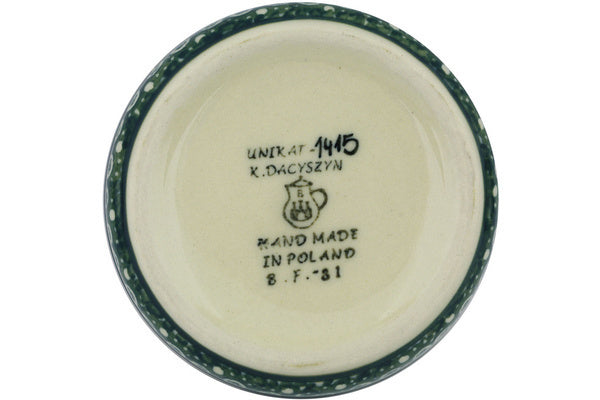 UNIKAT-1415
K.DACYSZYN
B
HAND MADE
IN POLAND
B.F.-31